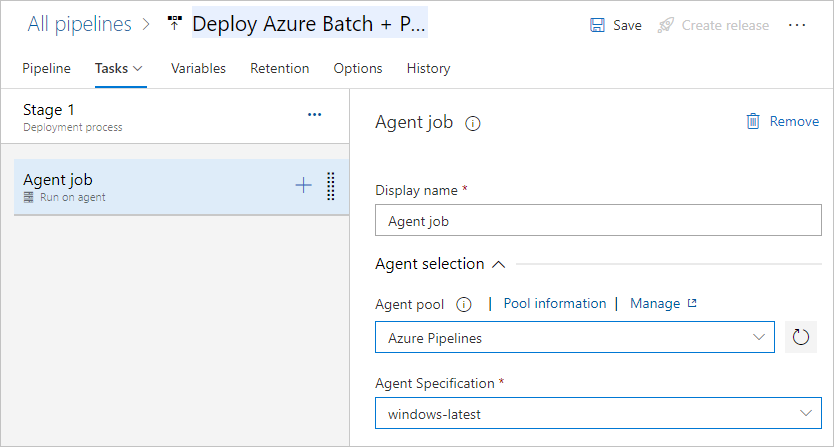 All pipelines > Deploy Azure Batch + P... Save Create release ...
Pipeline Tasks Variables Retention Options History
Stage 1 ...
Deployment process
Agent job
Run on agent
Agent job Remove
Display name *
Agent job
Agent selection
Agent pool | Pool information | Manage
Azure Pipelines
Agent Specification *
windows-latest